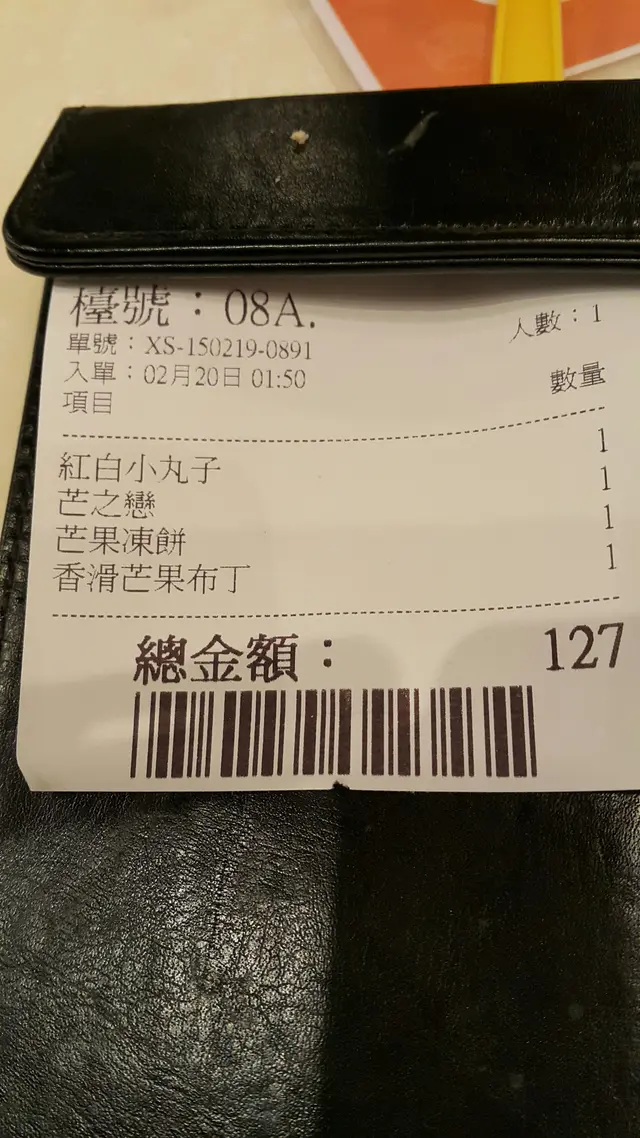 檯號：08A.
人數：1
單號：XS-150219-0891
入單：02月20日 01:50
項目 數量
紅白小丸子 1
芒之戀 1
芒果凍餅 1
香滑芒果布丁 1
總金額： 127